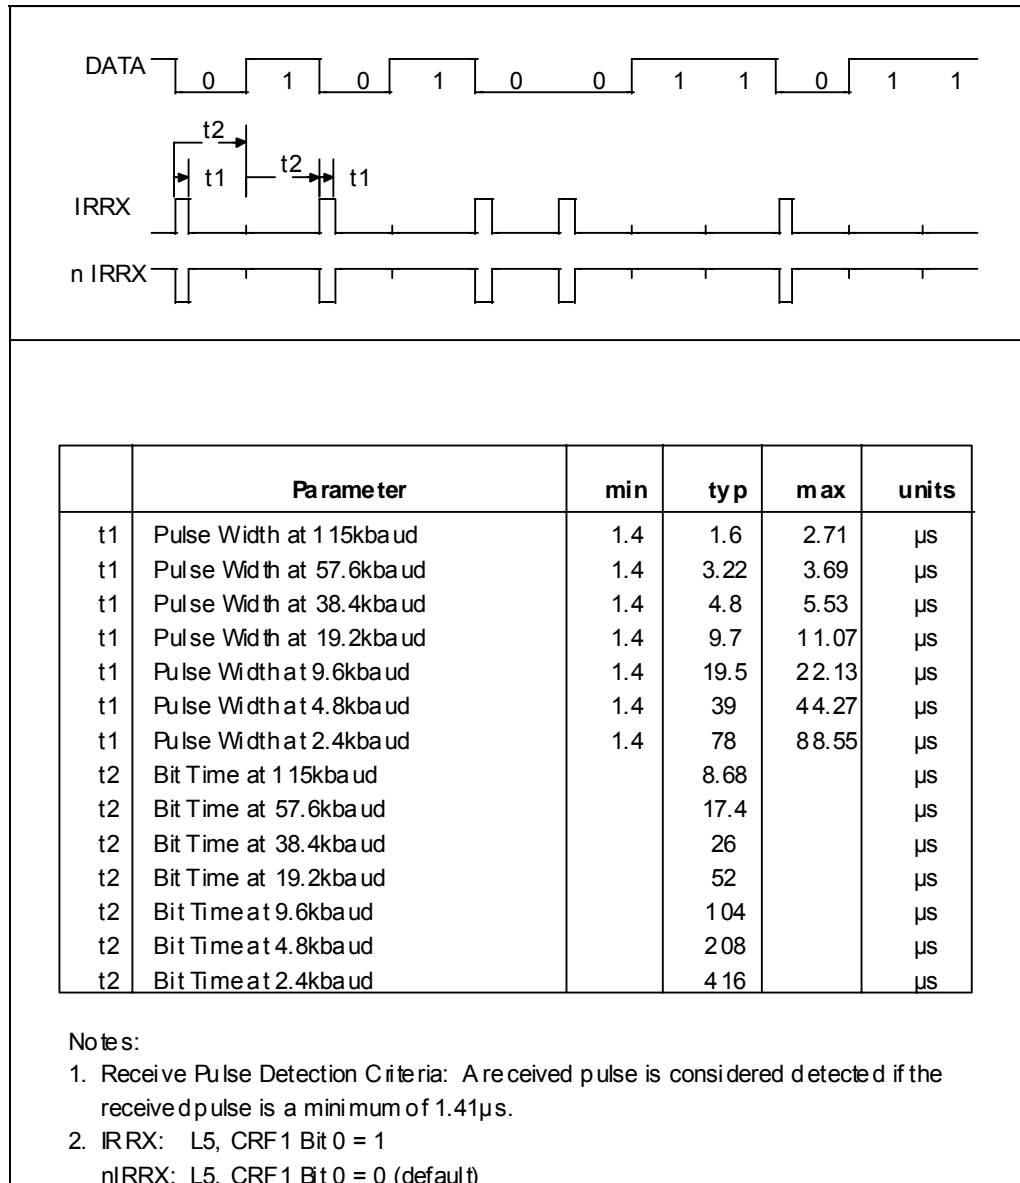 DATA 0 1 0 1 0 0 1 1 0 1 1
t2
t1 t2 t1
IRRX
n IRRX
Parameter min typ max units
t1 Pulse Width at 115kbaud 1.4 1.6 2.71 µs
t1 Pulse Width at 57.6kbaud 1.4 3.22 3.69 µs
t1 Pulse Width at 38.4kbaud 1.4 4.8 5.53 µs
t1 Pulse Width at 19.2kbaud 1.4 9.7 11.07 µs
t1 Pulse Width at 9.6kbaud 1.4 19.5 22.13 µs
t1 Pulse Width at 4.8kbaud 1.4 39 44.27 µs
t1 Pulse Width at 2.4kbaud 1.4 78 88.55 µs
t2 Bit Time at 115kbaud 8.68 µs
t2 Bit Time at 57.6kbaud 17.4 µs
t2 Bit Time at 38.4kbaud 26 µs
t2 Bit Time at 19.2kbaud 52 µs
t2 Bit Time at 9.6kbaud 104 µs
t2 Bit Time at 4.8kbaud 208 µs
t2 Bit Time at 2.4kbaud 416 µs
Notes:
1. Receive Pulse Detection Criteria: A received pulse is considered detected if the
received pulse is a minimum of 1.41µs.
2. IRRX: L5, CRF1 Bit 0 = 1
nIRRX: L5, CRF1 Bit 0 = 0 (default)